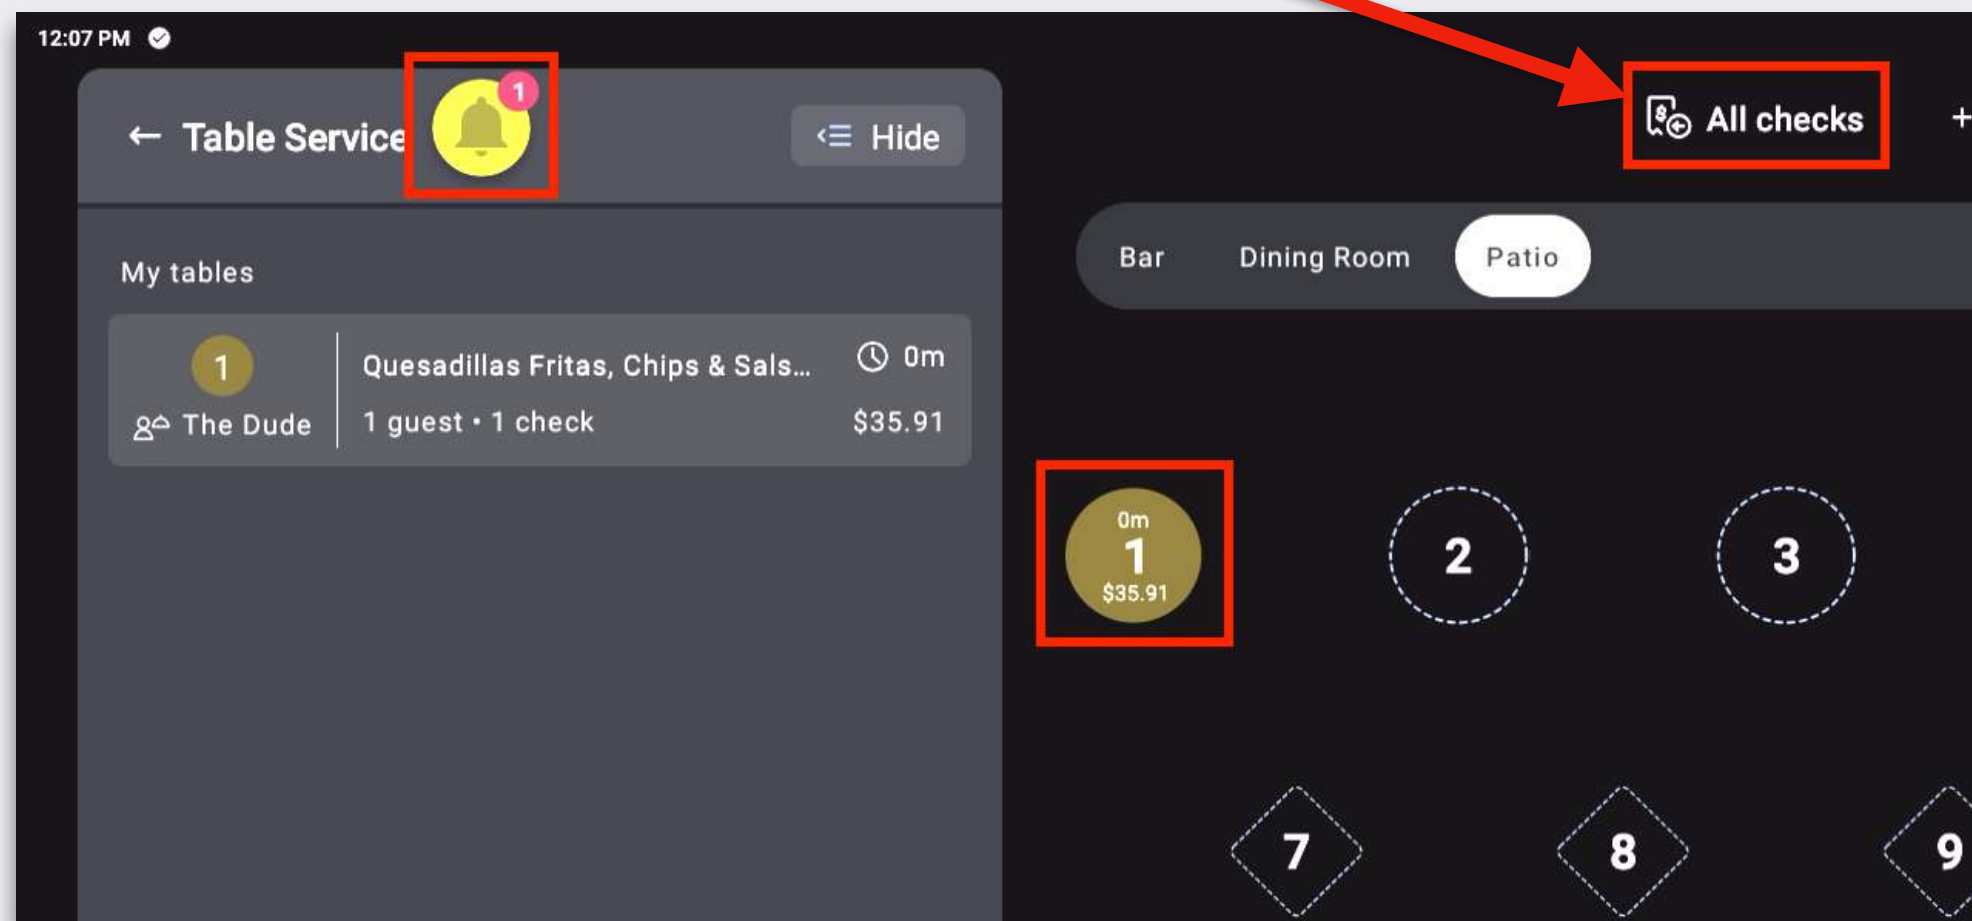 12:07 PM
← Table Service
1
Hide
All checks
+
My tables
Bar
Dining Room
Patio
1
Quesadillas Fritas, Chips & Sals...
0m
The Dude
1 guest • 1 check
$35.91
0m
1
$35.91
2
3
7
8
9